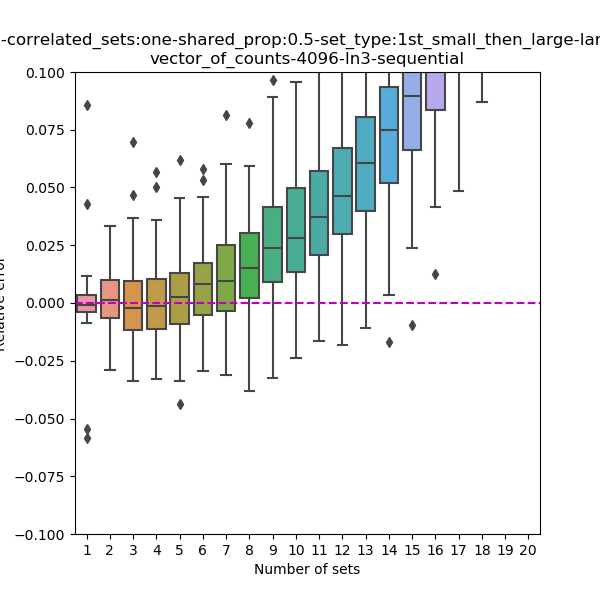 -correlated_sets:one-shared_prop:0.5-set_type:1st_small_then_large-lar
vector_of_counts-4096-ln3-sequential
0.100
0.075
0.050
0.025
0.000
−0.025
−0.050
−0.075
−0.100
Relative error
1 2 3 4 5 6 7 8 9 10 11 12 13 14 15 16 17 18 19 20
Number of sets